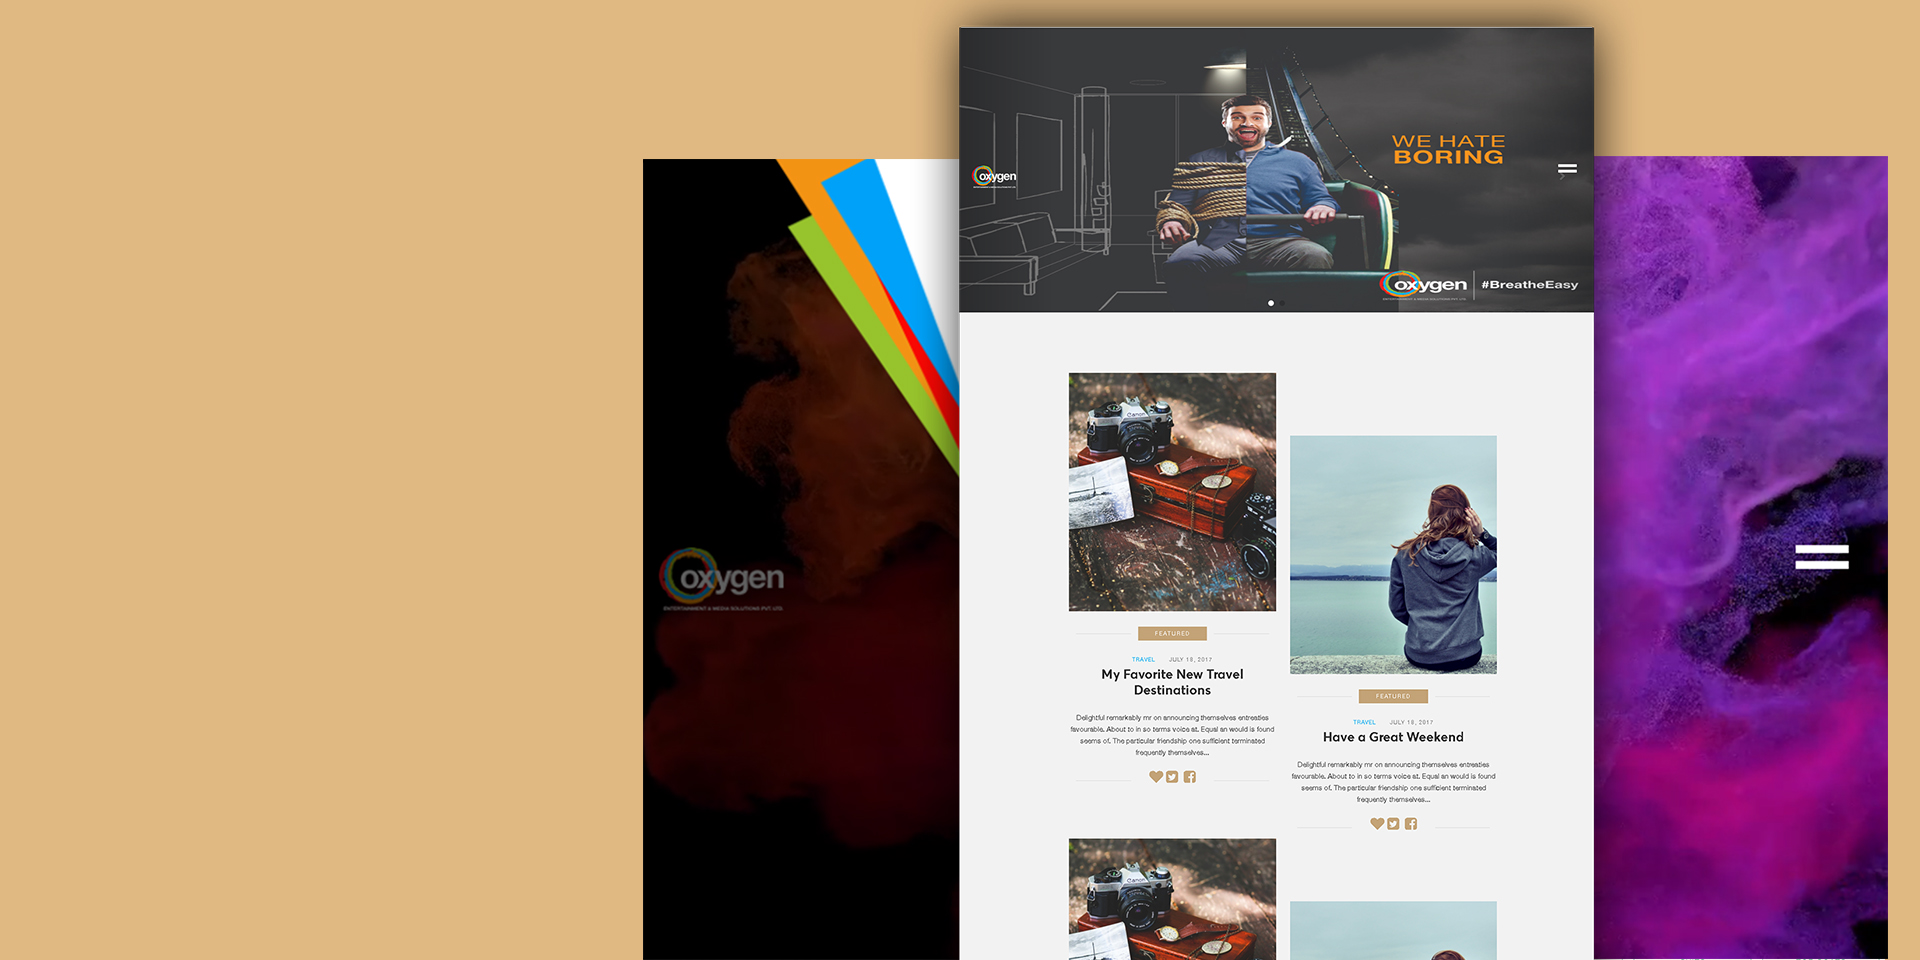 WE HATE
BORING
oxygen
oxygen
#BreatheEasy
oxygen
ENTERTAINMENT & MEDIA SOLUTIONS PVT. LTD.
Canon
FEATURED
TRAVEL JULY 18, 2017
My Favorite New Travel
Destinations
Delightful remarkably mr on announcing themselves entreaties
favourable. About to in so terms voice at. Equal an would is found
seems of. The particular friendship one sufficient terminated
frequently themselves...
FEATURED
TRAVEL JULY 18, 2017
Have a Great Weekend
Delightful remarkably mr on announcing themselves entreaties
favourable. About to in so terms voice at. Equal an would is found
seems of. The particular friendship one sufficient terminated
frequently themselves...
Canon